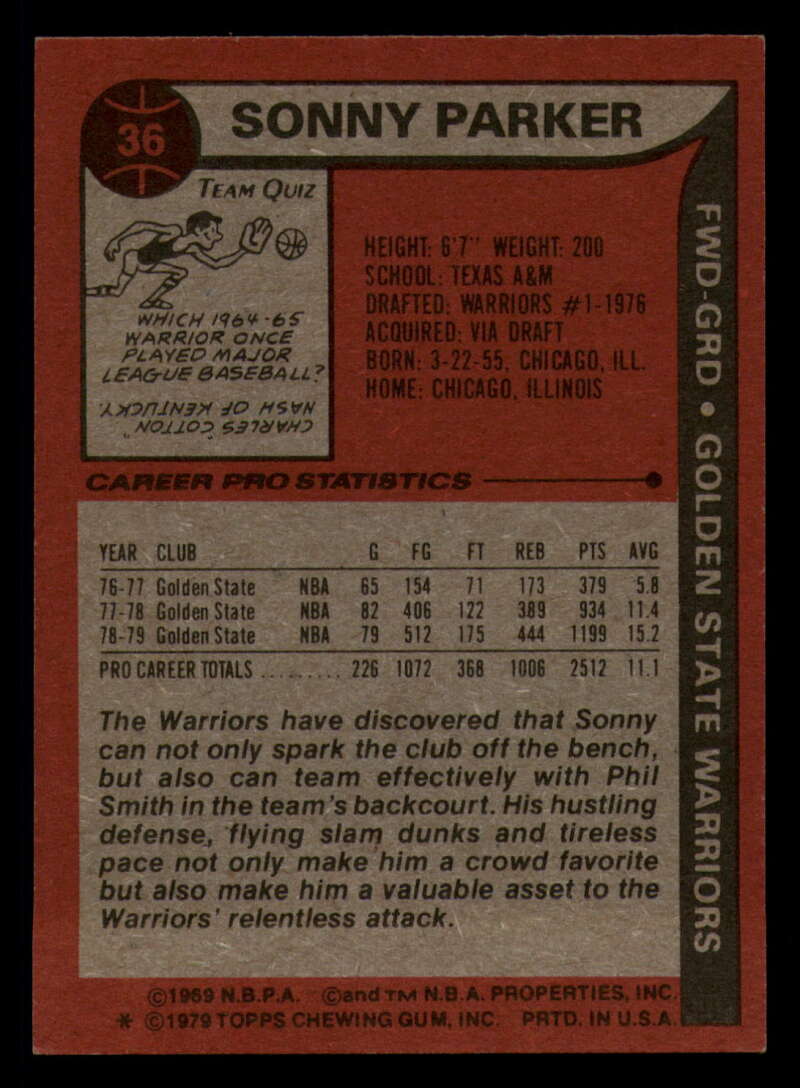 36
SONNY PARKER
TEAM QUIZ
WHICH 1964-65
WARRIOR ONCE
PLAYED MAJOR
LEAGUE BASEBALL?
CHARLES "COTTON"
NASH OF KENTUCKY.
HEIGHT: 6'7" WEIGHT: 200
SCHOOL: TEXAS A&M
DRAFTED: WARRIORS #1-1976
ACQUIRED: VIA DRAFT
BORN: 3-22-55, CHICAGO, ILL.
HOME: CHICAGO, ILLINOIS
FWD-GRD • GOLDEN STATE WARRIORS
CAREER PRO STATISTICS
YEAR CLUB G FG FT REB PTS AVG
76-77 Golden State NBA 65 154 71 173 379 5.8
77-78 Golden State NBA 82 406 122 389 934 11.4
78-79 Golden State NBA 79 512 175 444 1199 15.2
PRO CAREER TOTALS .......... 226 1072 368 1006 2512 11.1
The Warriors have discovered that Sonny
can not only spark the club off the bench,
but also can team effectively with Phil
Smith in the team's backcourt. His hustling
defense, flying slam dunks and tireless
pace not only make him a crowd favorite
but also make him a valuable asset to the
Warriors' relentless attack.
©1969 N.B.P.A. ©and TM N.B.A. PROPERTIES, INC.
* ©1979 TOPPS CHEWING GUM, INC. PRTD. IN U.S.A.